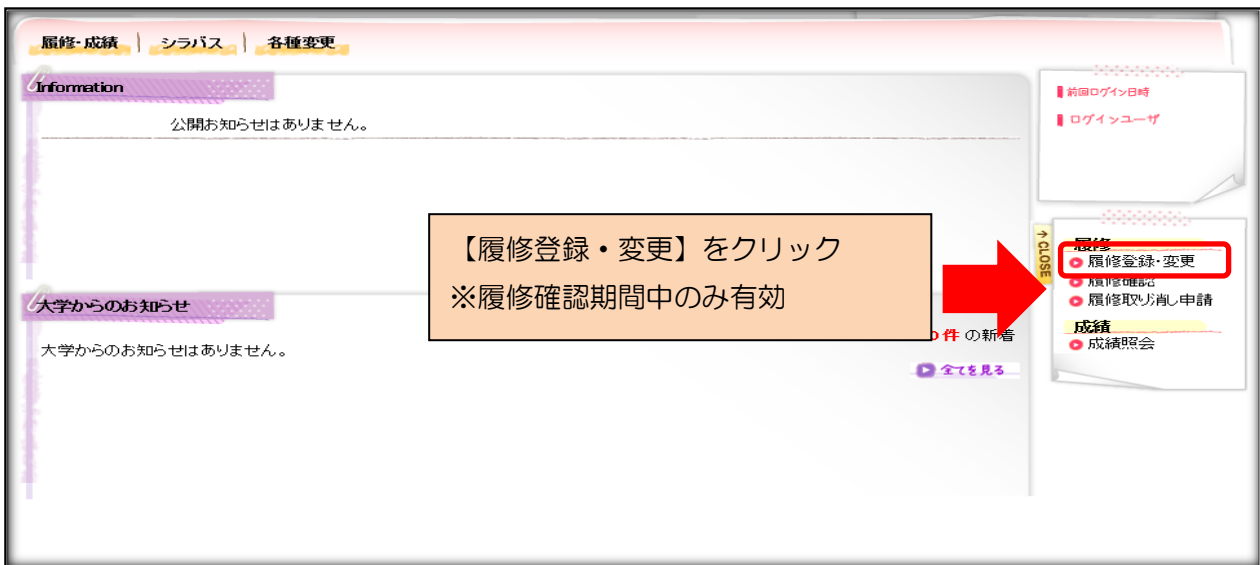 履修・成績 シラバス 各種変更
Information
公開お知らせはありません。
大学からのお知らせ
大学からのお知らせはありません。
0件 の新着
全てを見る
【履修登録・変更】をクリック
※履修確認期間中のみ有効
前回ログイン日時
ログインユーザ
CLOSE
履修
履修登録・変更
履修確認
履修取り消し申請
成績
成績照会